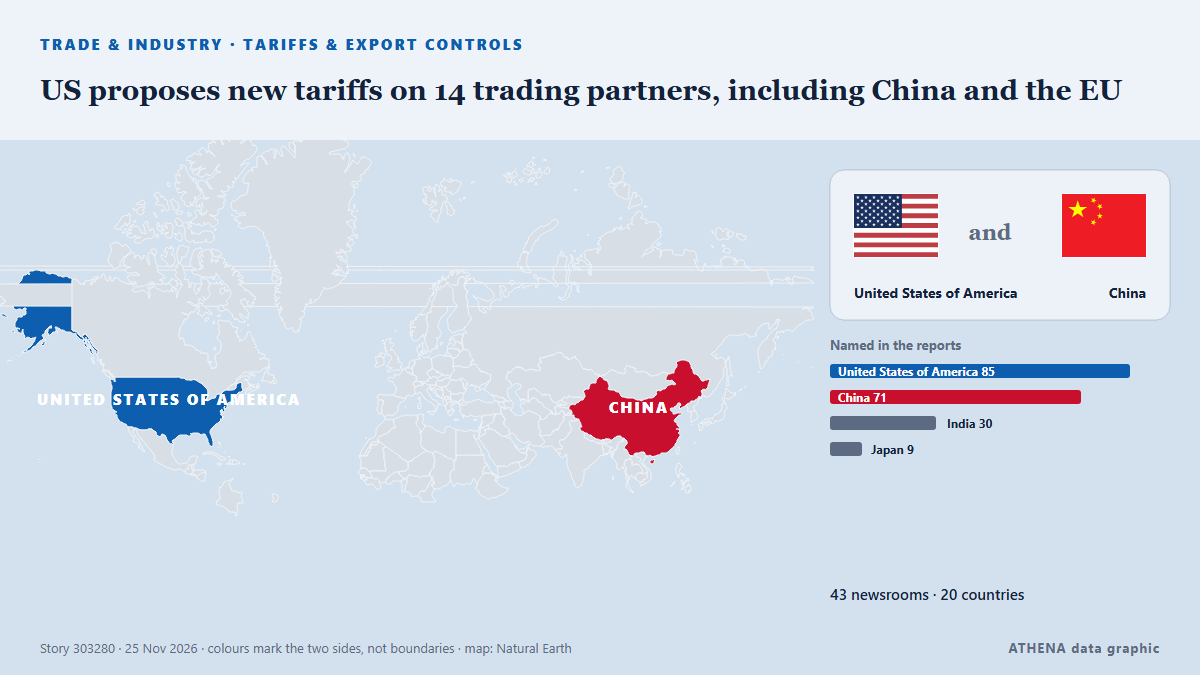 TRADE & INDUSTRY · TARIFFS & EXPORT CONTROLS
US proposes new tariffs on 14 trading partners, including China and the EU
and
United States of America
China
Named in the reports
United States of America 85
China 71
India 30
Japan 9
UNITED STATES OF AMERICA
CHINA
43 newsrooms · 20 countries
Story 303280 · 25 Nov 2026 · colours mark the two sides, not boundaries · map: Natural Earth
ATHENA data graphic